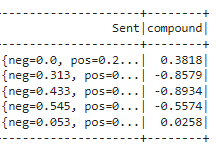 --------------------+--------+
Sent|compound|
--------------------+--------+
{neg=0.0, pos=0.2...| 0.3818|
{neg=0.313, pos=0...| -0.8579|
{neg=0.433, pos=0...| -0.8934|
{neg=0.545, pos=0...| -0.5574|
{neg=0.053, pos=0...| 0.0258|
--------------------+--------+